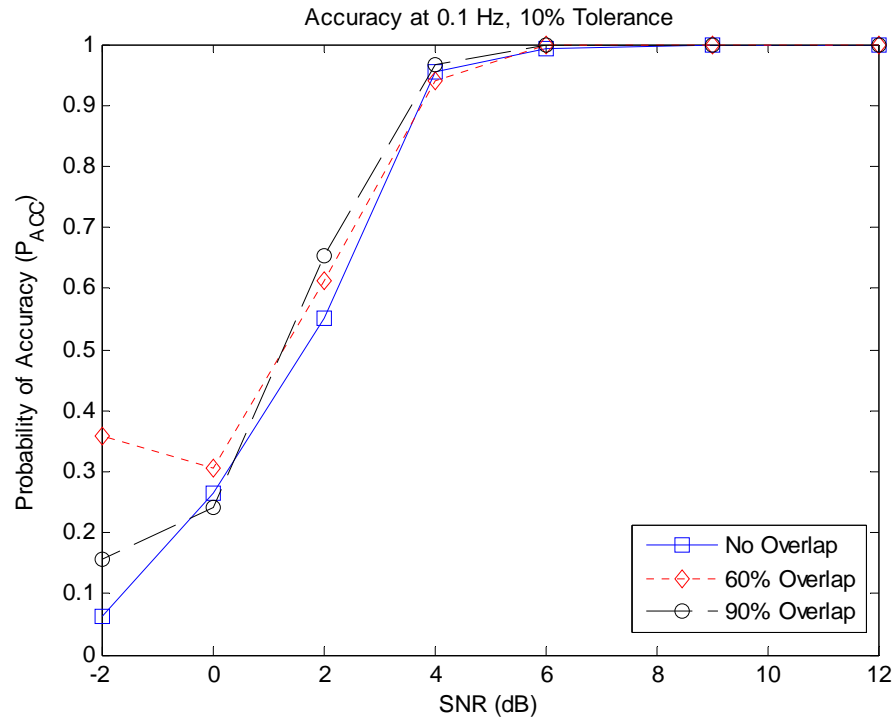 Accuracy at 0.1 Hz, 10% Tolerance
1
0.9
0.8
0.7
0.6
0.5
0.4
0.3
0.2
0.1
0
Probability of Accuracy (P_ACC)
No Overlap
60% Overlap
90% Overlap
-2 0 2 4 6 8 10 12
SNR (dB)